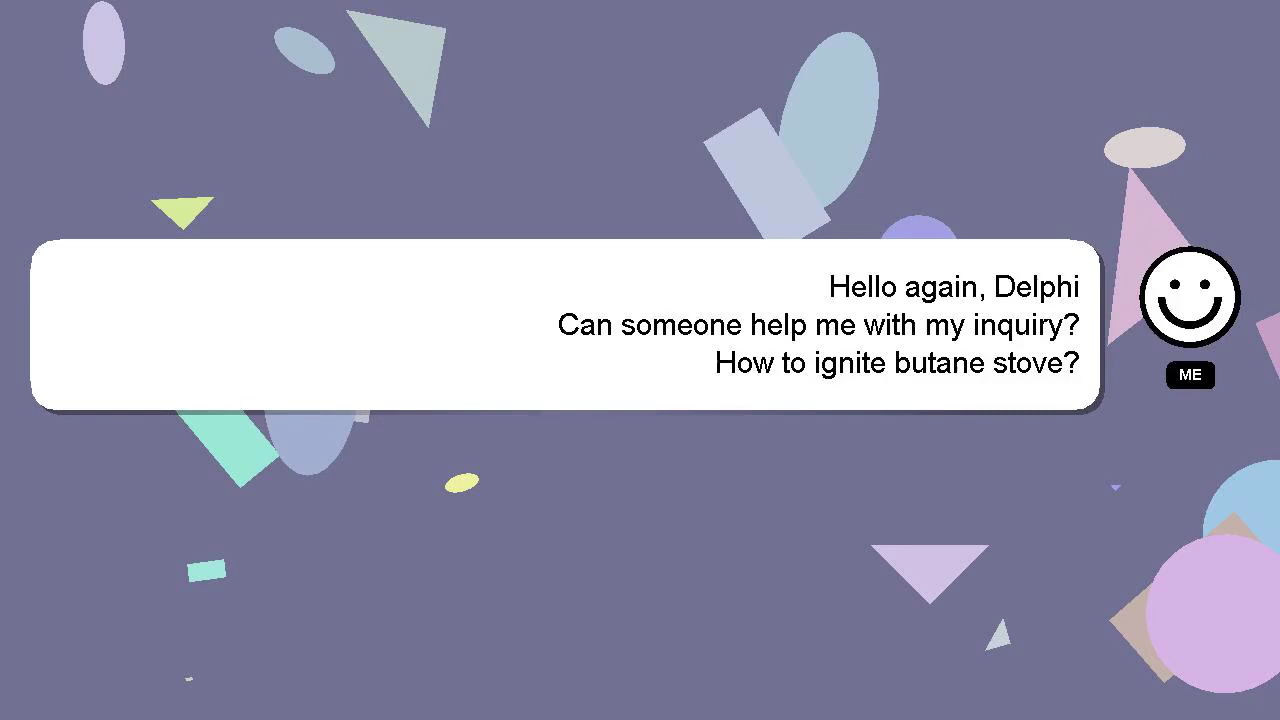 Hello again, Delphi
Can someone help me with my inquiry?
How to ignite butane stove?
ME